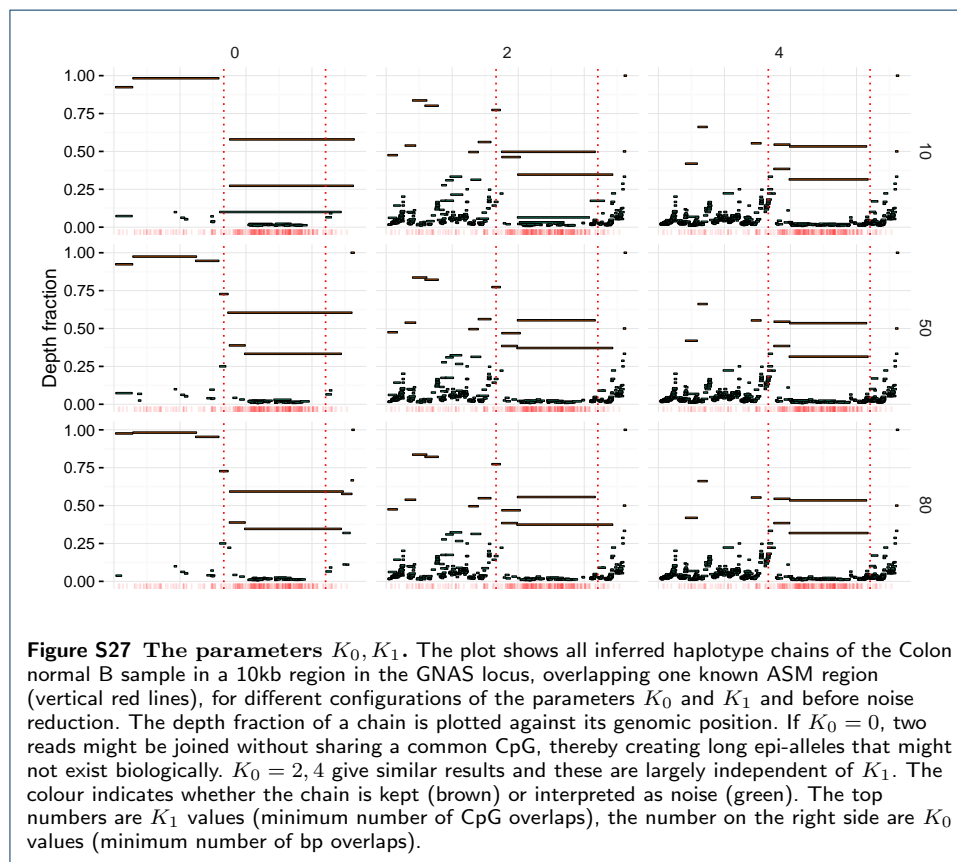 0
2
4
1.00
0.75
0.50
0.25
0.00
10
1.00
0.75
0.50
0.25
0.00
50
1.00
0.75
0.50
0.25
0.00
80
Depth fraction
Figure S27 The parameters K₀, K₁. The plot shows all inferred haplotype chains of the Colon
normal B sample in a 10kb region in the GNAS locus, overlapping one known ASM region
(vertical red lines), for different configurations of the parameters K₀ and K₁ and before noise
reduction. The depth fraction of a chain is plotted against its genomic position. If K₀ = 0, two
reads might be joined without sharing a common CpG, thereby creating long epi-alleles that might
not exist biologically. K₀ = 2, 4 give similar results and these are largely independent of K₁. The
colour indicates whether the chain is kept (brown) or interpreted as noise (green). The top
numbers are K₁ values (minimum number of CpG overlaps), the number on the right side are K₀
values (minimum number of bp overlaps).